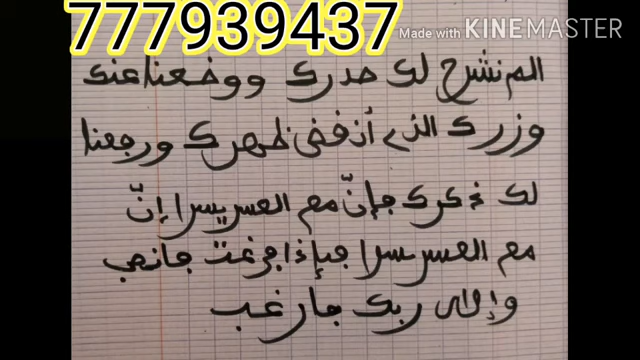 777939437
Made with KINEMASTER
الم نشرح لك صدرك ووضعنا عنك
وزرك الذي أنقض ظهرك ورفعنا
لك ذكرك فإنّ مع العسر يسرا إنّ
مع العسر يسرا فإذا فرغت فانصب
وإلى ربك فارغب